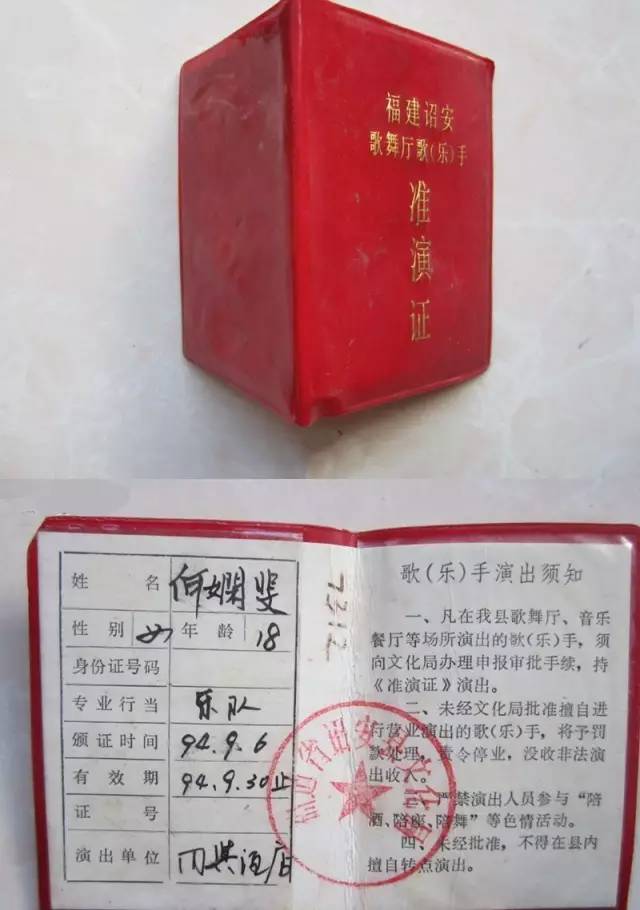 福建诏安
歌舞厅歌(乐)手
准演证
姓名 何娴斐
性别 女 年龄 18
身份证号码
专业行当 乐队
颁证时间 94.9.6
有效期 94.9.30止
证号
演出单位 酒店
7312
福建省诏安县文化局
歌(乐)手演出须知
一、凡在我县歌舞厅、音乐
餐厅等场所演出的歌(乐)手，须
向文化局办理申报审批手续，持
《准演证》演出。
二、未经文化局批准擅自进
行营业演出的歌(乐)手，将予罚
款处理，责令停业，没收非法演
出收入。
三、严禁演出人员参与“陪
酒、陪座、陪舞”等色情活动。
四、未经批准，不得在县内
擅自转点演出。